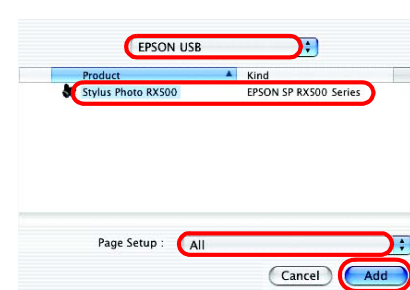 EPSON USB
Product Kind
Stylus Photo RX500 EPSON SP RX500 Series
Page Setup : All
Cancel Add